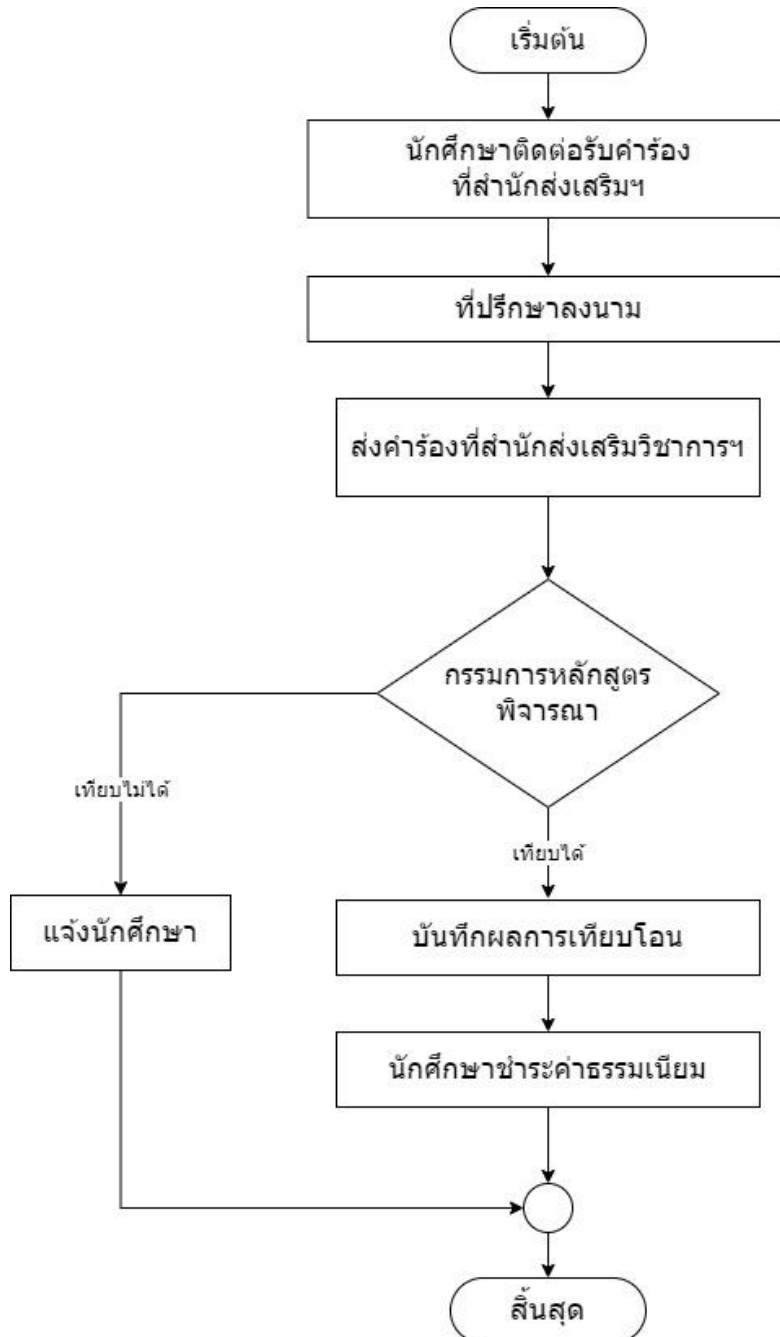 เริ่มต้น
นักศึกษาติดต่อรับคำร้อง
ที่สำนักส่งเสริมฯ
ที่ปรึกษาลงนาม
ส่งคำร้องที่สำนักส่งเสริมวิชาการฯ
กรรมการหลักสูตร
พิจารณา
เทียบไม่ได้
เทียบได้
แจ้งนักศึกษา
บันทึกผลการเทียบโอน
นักศึกษาชำระค่าธรรมเนียม
สิ้นสุด